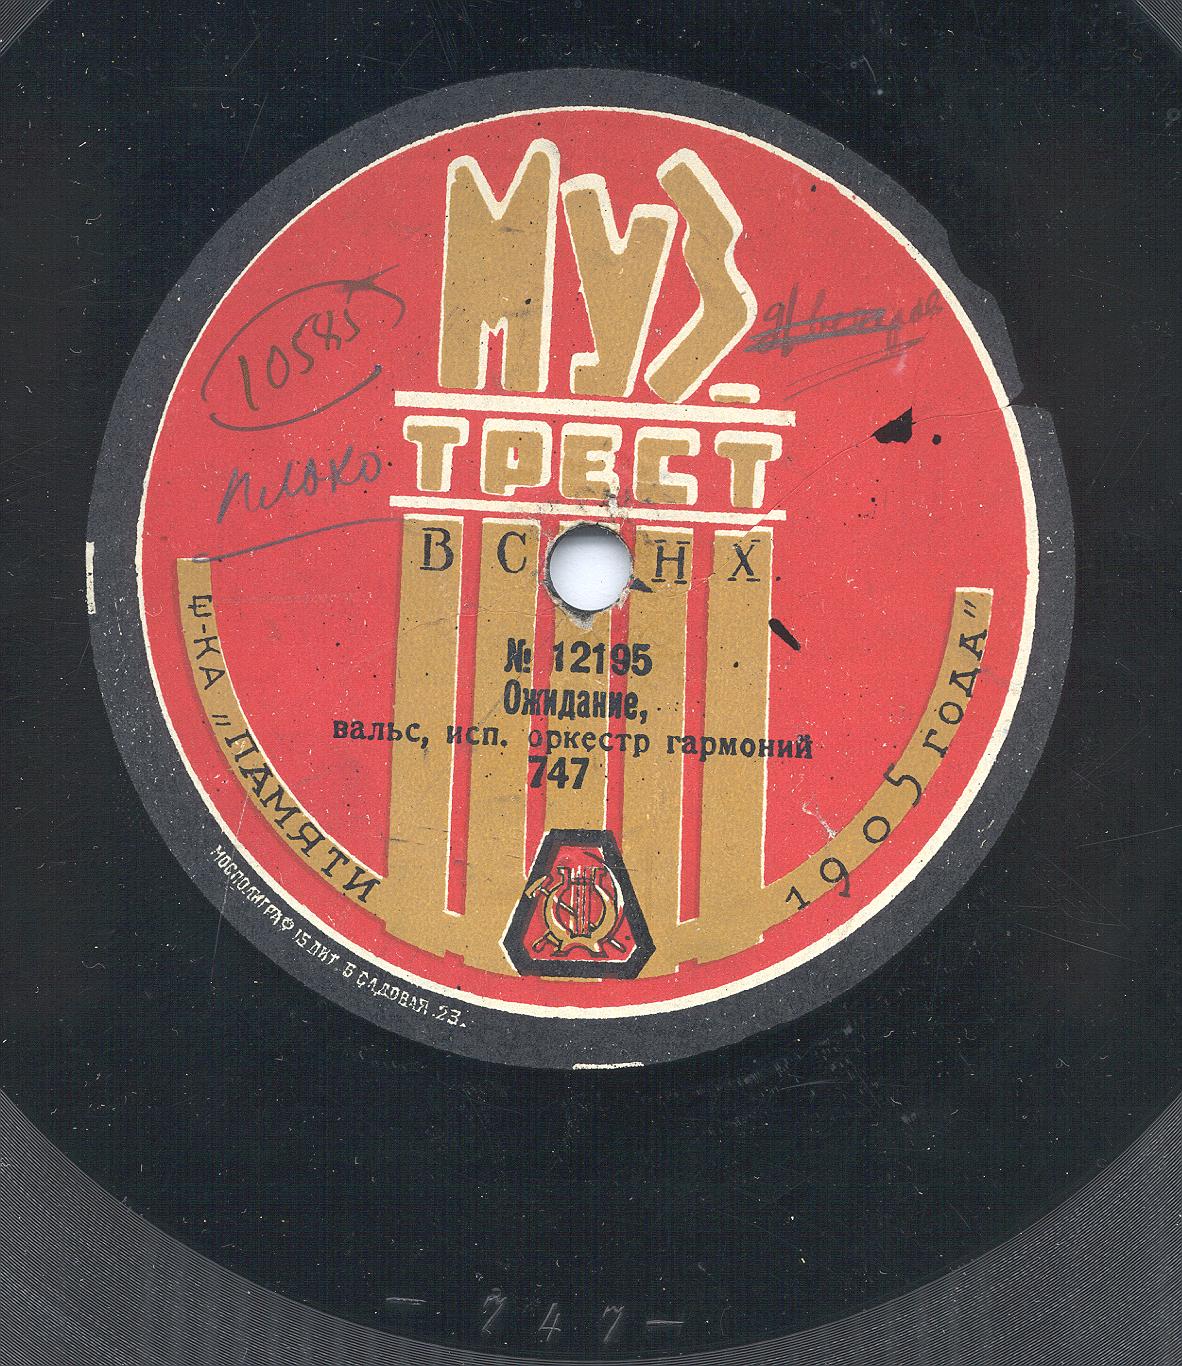 МУЗ.
ТРЕСТ
ВСНХ
10585
плохо
№ 12195
Ожидание,
вальс, исп. оркестр гармоний
747
Ф-КА „ПАМЯТИ
1905 ГОДА"
МОСПОЛИГРАФ 15 ЛИТ. Б САДОВАЯ. 23.
- 747 -